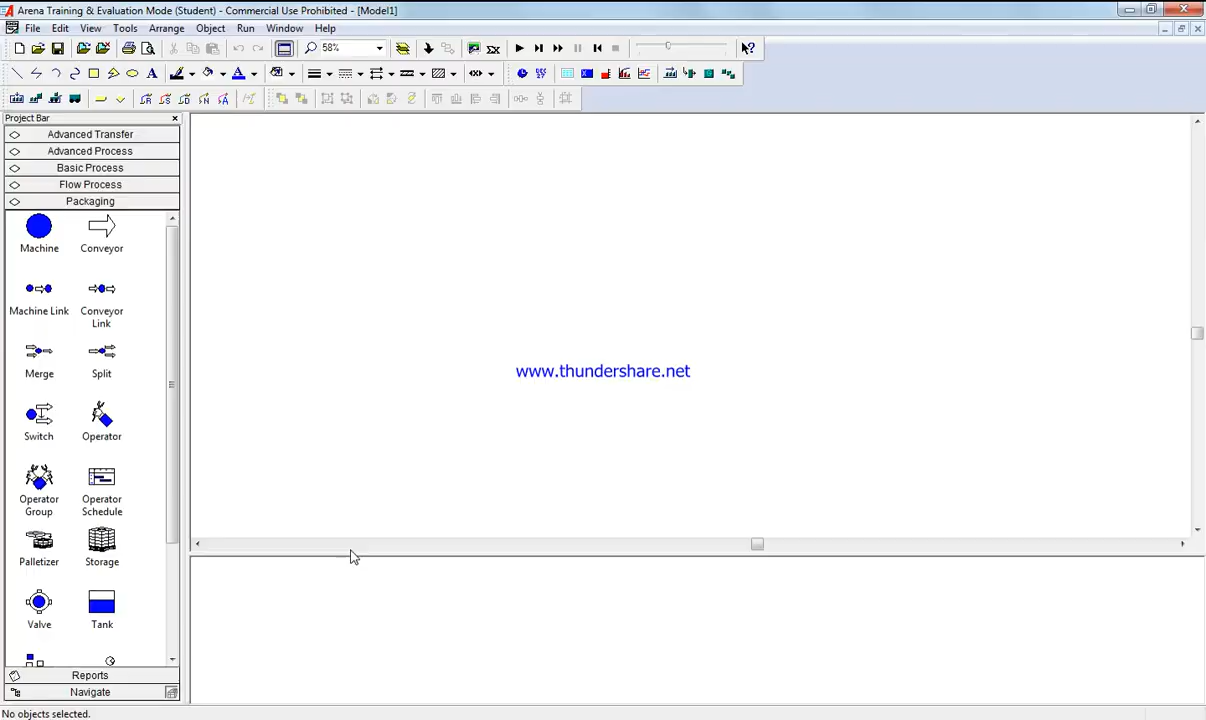 Arena Training & Evaluation Mode (Student) - Commercial Use Prohibited - [Model1]
File Edit View Tools Arrange Object Run Window Help
58%
Project Bar
Advanced Transfer
Advanced Process
Basic Process
Flow Process
Packaging
Machine Conveyor
Machine Link Conveyor Link
Merge Split
Switch Operator
Operator Group Operator Schedule
Palletizer Storage
Valve Tank
Reports
Navigate
www.thundershare.net
No objects selected.